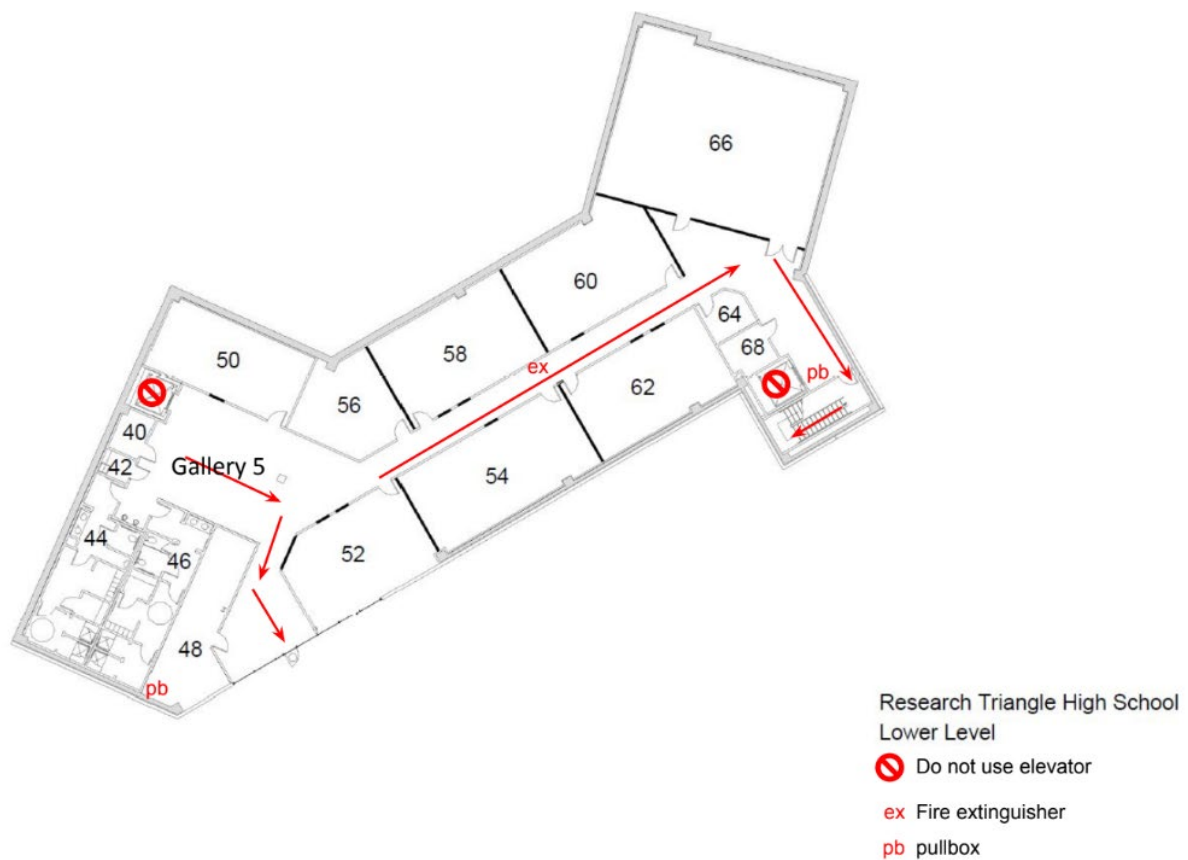 66
60
64
58
68
50
ex
pb
62
56
40
Gallery 5
42
54
44
52
46
48
pb
Research Triangle High School
Lower Level
Do not use elevator
ex Fire extinguisher
pb pullbox